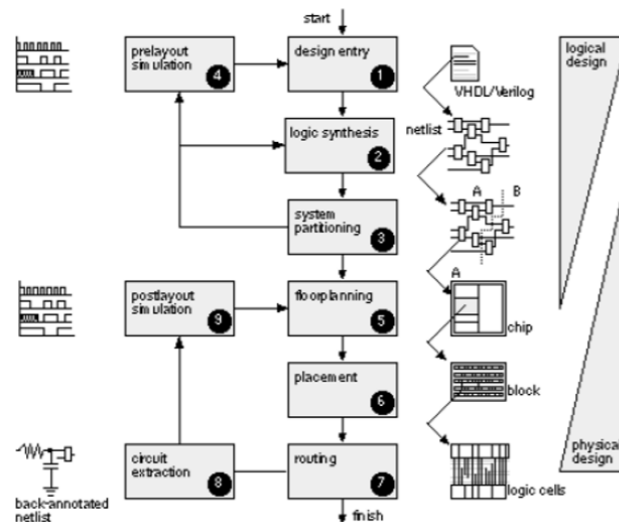 start
prelayout
simulation
4
design entry
1
logical
design
VHDL/Verilog
logic synthesis
2
netlist
A
B
system
partitioning
3
A
postlayout
simulation
9
floorplanning
5
chip
placement
6
block
circuit
extraction
8
routing
7
physical
design
logic cells
back-annotated
netlist
finish